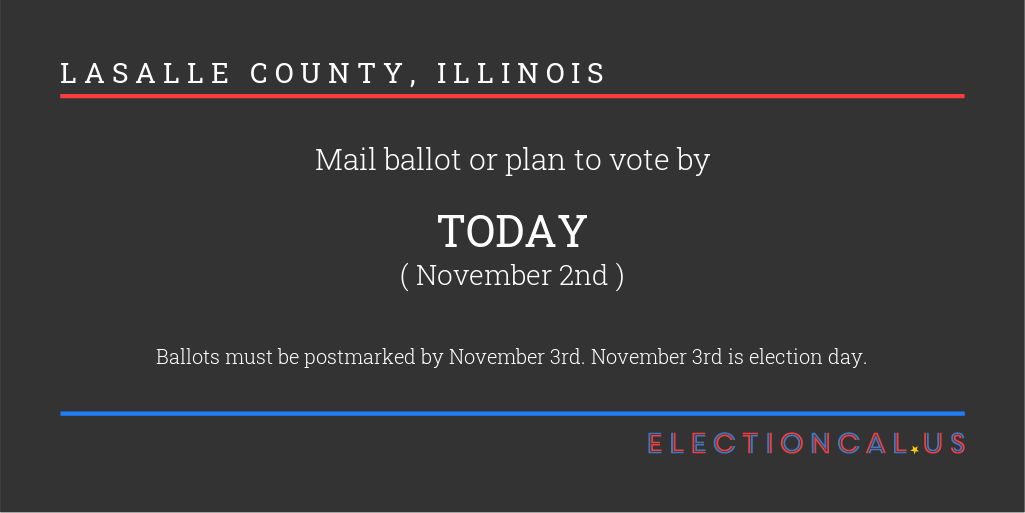 LASALLE COUNTY, ILLINOIS
Mail ballot or plan to vote by
TODAY
( November 2nd )
Ballots must be postmarked by November 3rd. November 3rd is election day.
ELECTIONCAL.US